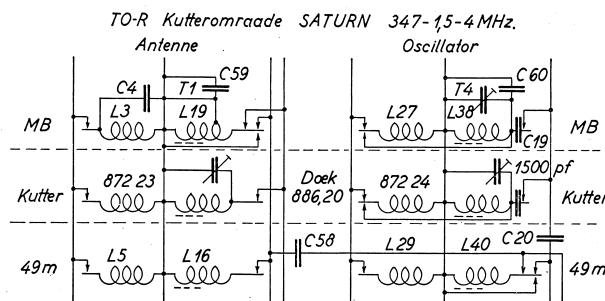 TO-R Kutteromraade SATURN 347-1,5-4 MHz.
Antenne Oscillator
C4 C59 C60
T1 T4
L3 L19 L27 L38
MB MB
C19
872 23 Dæk 872 24 1500 pf
Kutter 886,20 Kutter
C58 C20
L5 L16 L29 L40
49m 49m